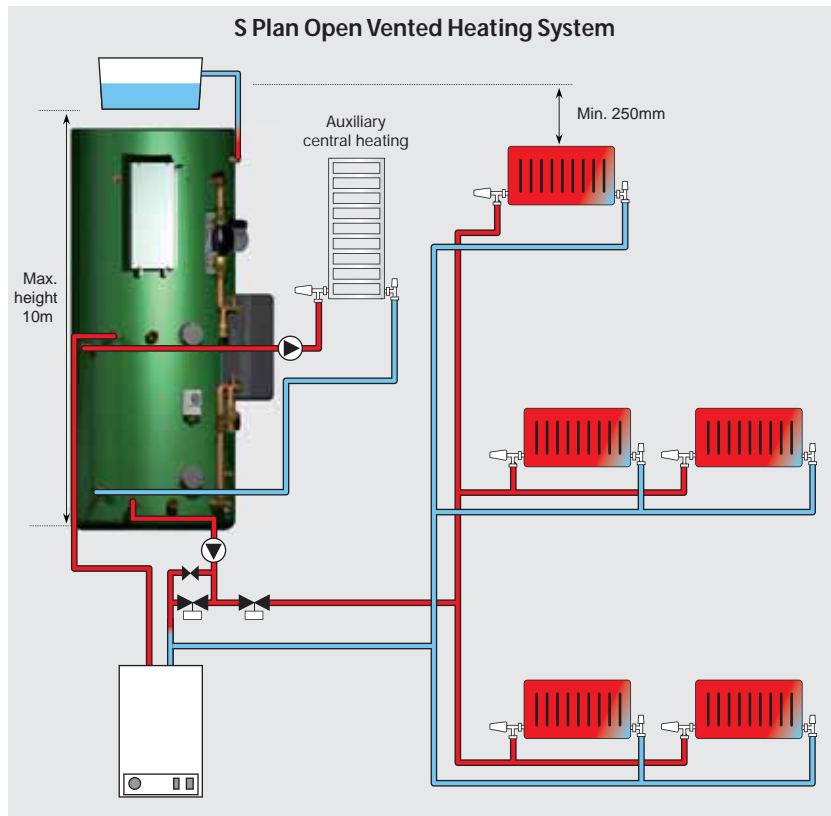 S Plan Open Vented Heating System
Min. 250mm
Auxiliary
central heating
Max.
height
10m